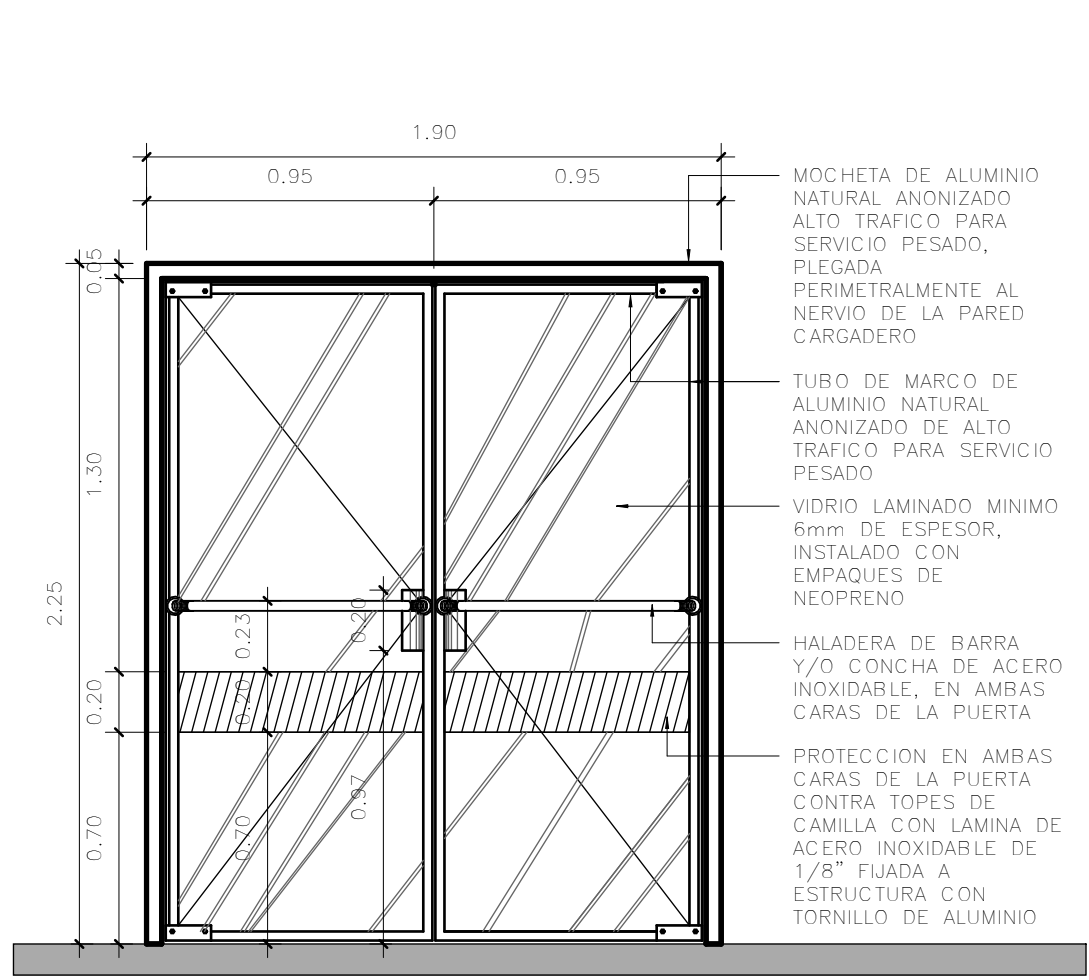 1.90
0.95
0.95
0.05
1.30
2.25
0.20
0.70
0.23
0.20
0.70
0.20
0.97
MOCHETA DE ALUMINIO
NATURAL ANONIZADO
ALTO TRAFICO PARA
SERVICIO PESADO,
PLEGADA
PERIMETRALMENTE AL
NERVIO DE LA PARED
CARGADERO
TUBO DE MARCO DE
ALUMINIO NATURAL
ANONIZADO DE ALTO
TRAFICO PARA SERVICIO
PESADO
VIDRIO LAMINADO MINIMO
6mm DE ESPESOR,
INSTALADO CON
EMPAQUES DE
NEOPRENO
HALADERA DE BARRA
Y/O CONCHA DE ACERO
INOXIDABLE, EN AMBAS
CARAS DE LA PUERTA
PROTECCION EN AMBAS
CARAS DE LA PUERTA
CONTRA TOPES DE
CAMILLA CON LAMINA DE
ACERO INOXIDABLE DE
1/8" FIJADA A
ESTRUCTURA CON
TORNILLO DE ALUMINIO